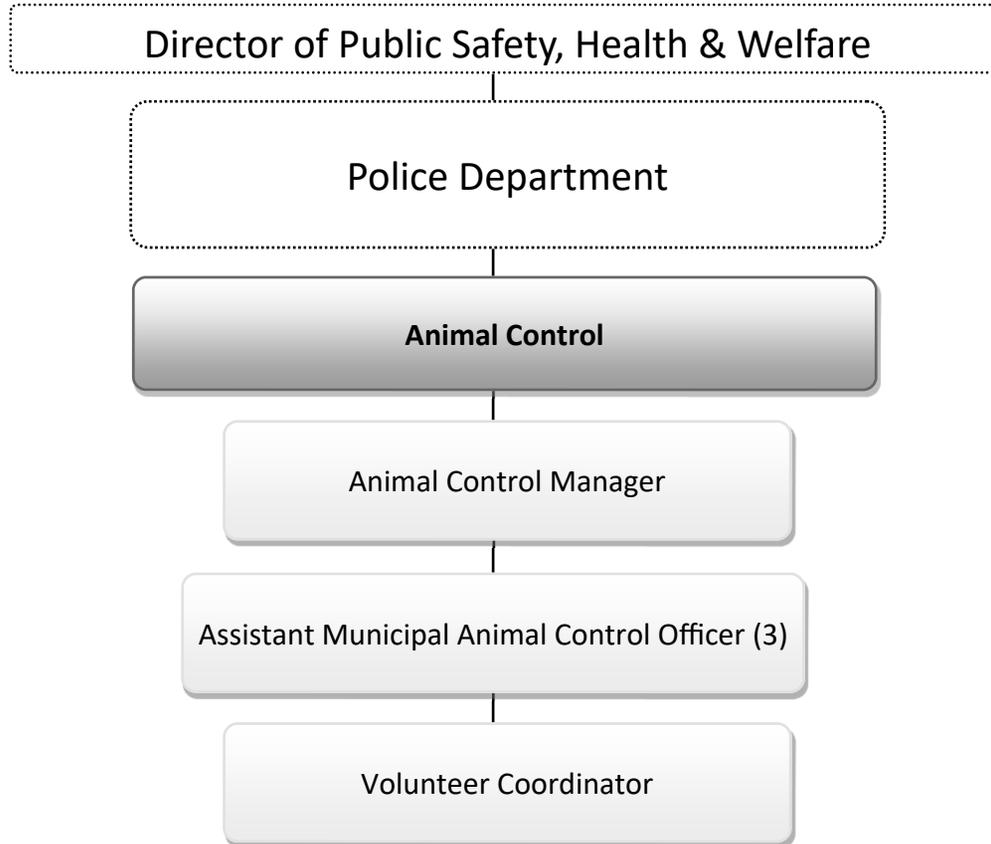 Director of Public Safety, Health & Welfare
Police Department
Animal Control
Animal Control Manager
Assistant Municipal Animal Control Officer (3)
Volunteer Coordinator